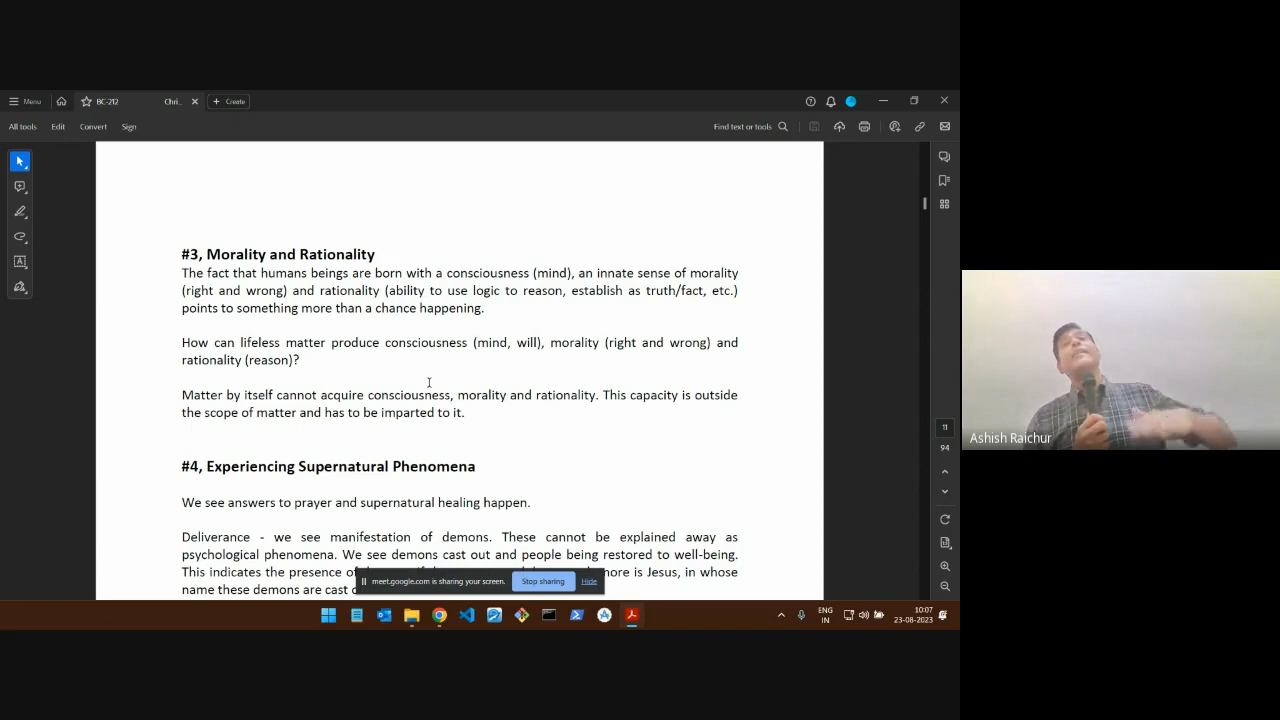 Menu
BC-212
Chri...
Create
All tools
Edit
Convert
Sign
Find text or tools
#3, Morality and Rationality
The fact that humans beings are born with a consciousness (mind), an innate sense of morality
(right and wrong) and rationality (ability to use logic to reason, establish as truth/fact, etc.)
points to something more than a chance happening.
How can lifeless matter produce consciousness (mind, will), morality (right and wrong) and
rationality (reason)?
Matter by itself cannot acquire consciousness, morality and rationality. This capacity is outside
the scope of matter and has to be imparted to it.
#4, Experiencing Supernatural Phenomena
We see answers to prayer and supernatural healing happen.
Deliverance - we see manifestation of demons. These cannot be explained away as
psychological phenomena. We see demons cast out and people being restored to well-being.
This indicates the presence of
more is Jesus, in whose
name these demons are cast
meet.google.com is sharing your screen.
Stop sharing
Hide
11
94
ENG
IN
10:07
23-08-2023
Ashish Raichur